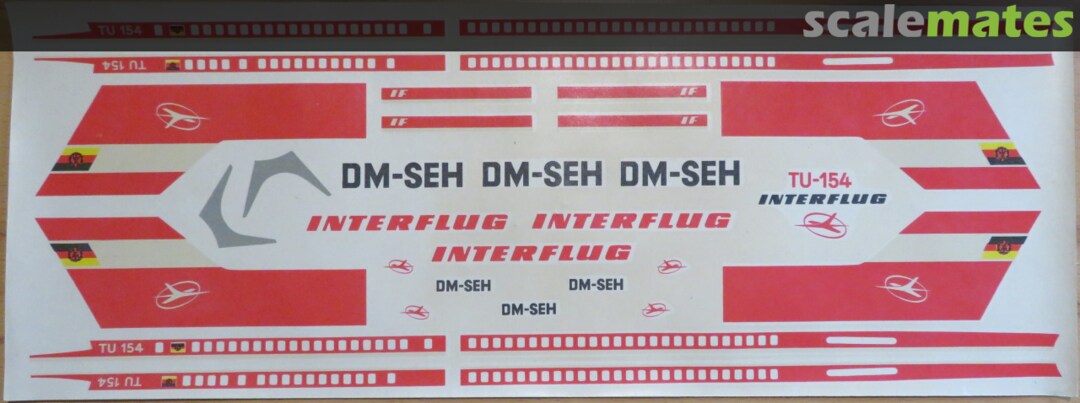 scalemates
TU 154
TU 154
IF IF
IF IF
DM-SEH DM-SEH DM-SEH
TU-154
INTERFLUG
INTERFLUG INTERFLUG
INTERFLUG
DM-SEH DM-SEH
DM-SEH
TU 154
TU 154